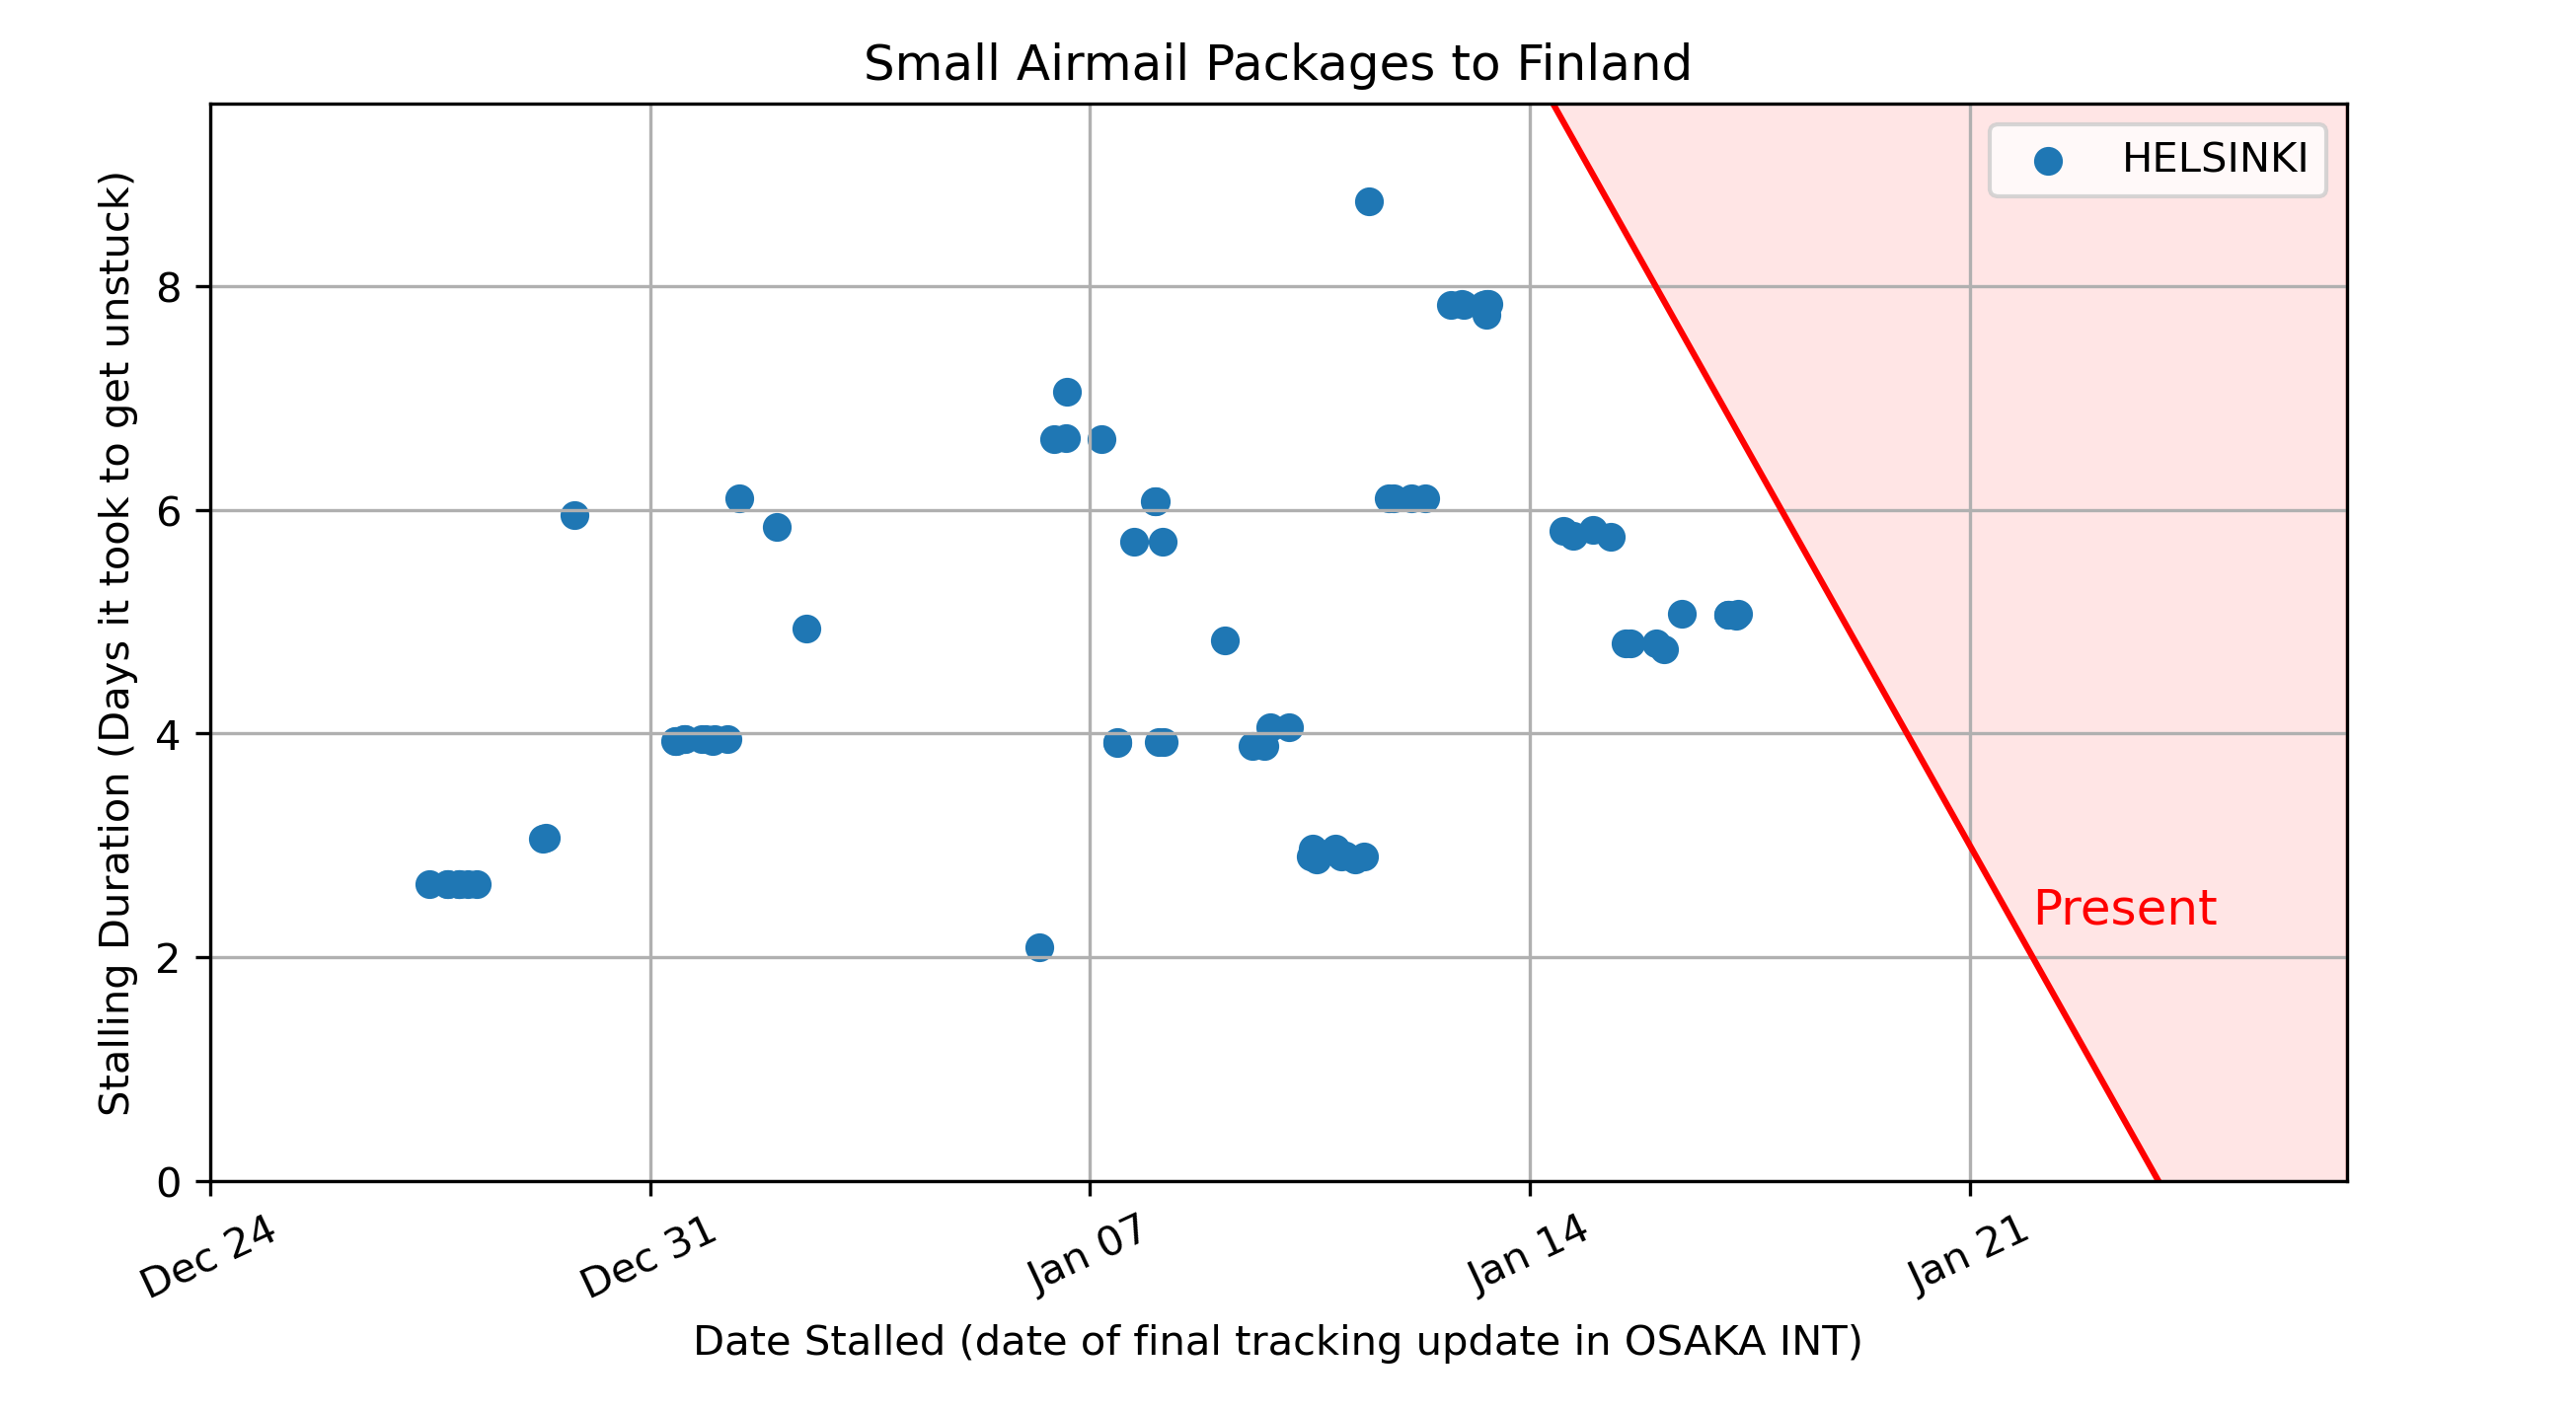 Small Airmail Packages to Finland
HELSINKI
Stalling Duration (Days it took to get unstuck)
8
6
4
2
0
Present
Dec 24
Dec 31
Jan 07
Jan 14
Jan 21
Date Stalled (date of final tracking update in OSAKA INT)